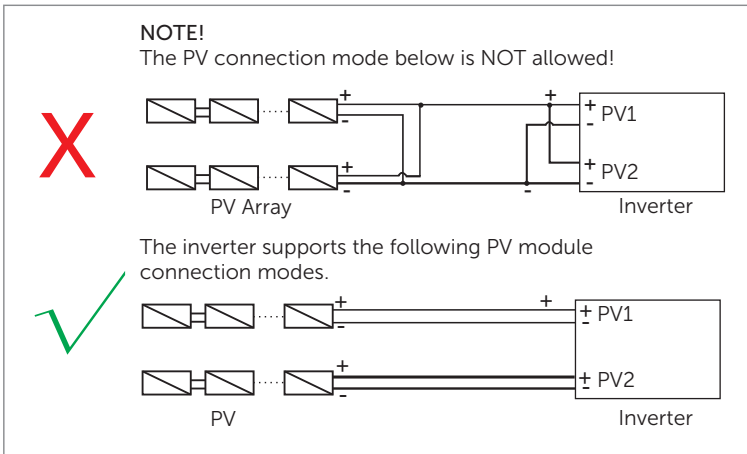 NOTE!
The PV connection mode below is NOT allowed!
X
+
-
+
+
-
PV1
+
-
+
-
PV2
-
PV Array
Inverter
The inverter supports the following PV module
connection modes.
+
-
+
+
-
PV1
+
-
+
-
PV2
PV
Inverter